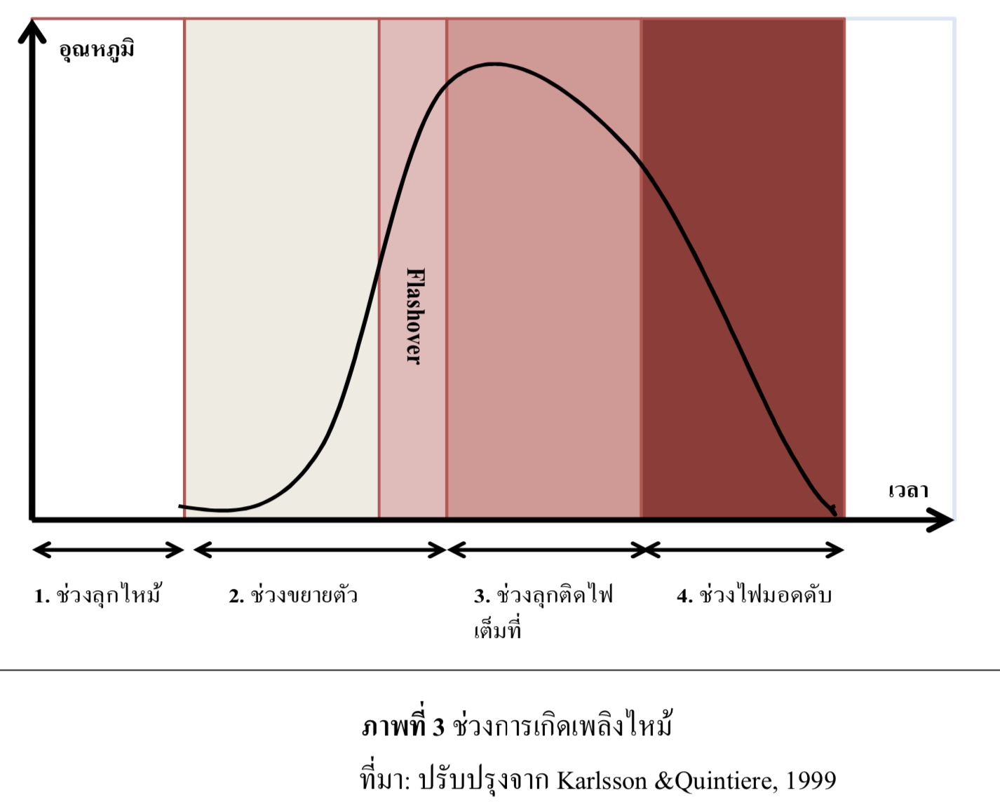 อุณหภูมิ
Flashover
เวลา
1. ช่วงลุกไหม้
2. ช่วงขยายตัว
3. ช่วงลุกติดไฟ
เต็มที่
4. ช่วงไฟมอดดับ
ภาพที่ 3 ช่วงการเกิดเพลิงไหม้
ที่มา: ปรับปรุงจาก Karlsson &Quintiere, 1999